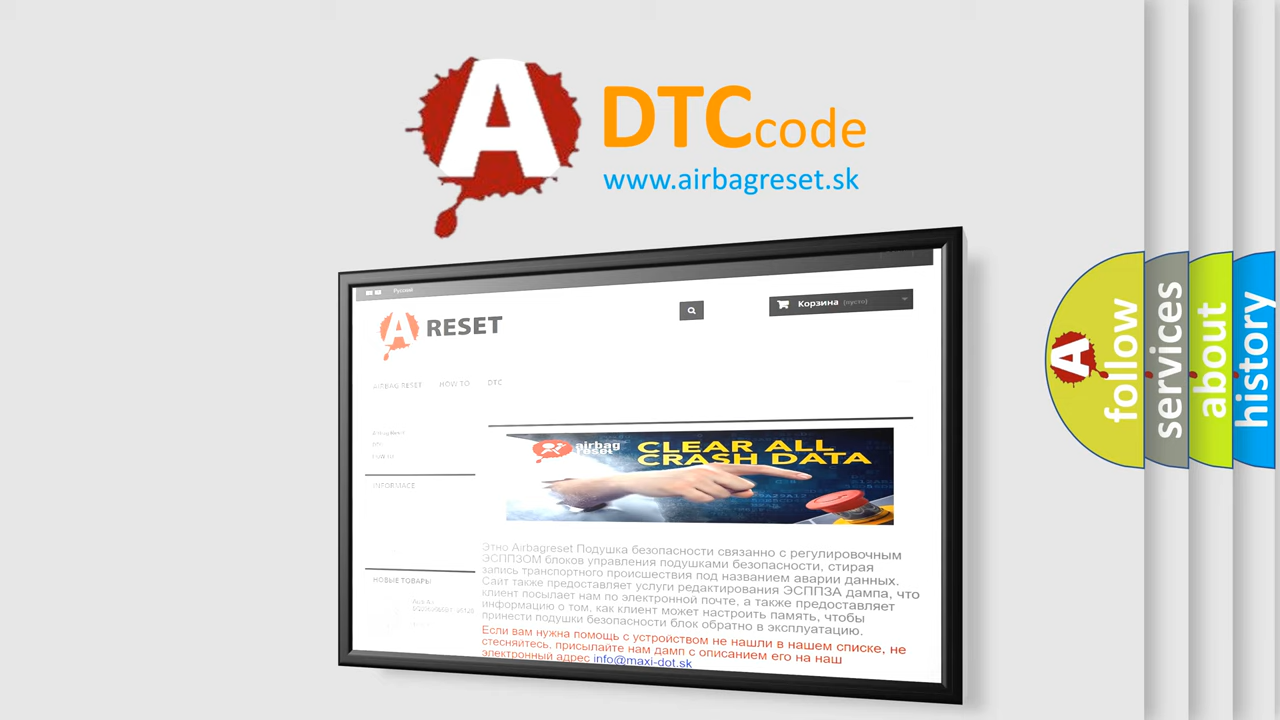 A
DTCcode
www.airbagreset.sk
Русский
A RESET
Корзина (пусто)
AIRBAG RESET HOW TO DTC
INFORMACE
airbag
reset
CLEAR ALL
CRASH DATA
Этно Airbagreset Подушка безопасности связанно с регулировочным
ЭСППЗОМ блоков управления подушками безопасности, стирая
запись транспортного происшествия под названием аварии данных.
Сайт также предоставляет услуги редактирования ЭСППЗА дампа, что
клиент посылает нам по электронной почте, а также предоставляет
информацию о том, как клиент может настроить память, чтобы
принести подушки безопасности блок обратно в эксплуатацию.
Если вам нужна помощь с устройством не нашли в нашем списке, не
стесняйтесь, присылайте нам дамп с описанием его на наш
электронный адрес info@maxi-dot.sk
НОВЫЕ ТОВАРЫ
A
follow
services
about
history